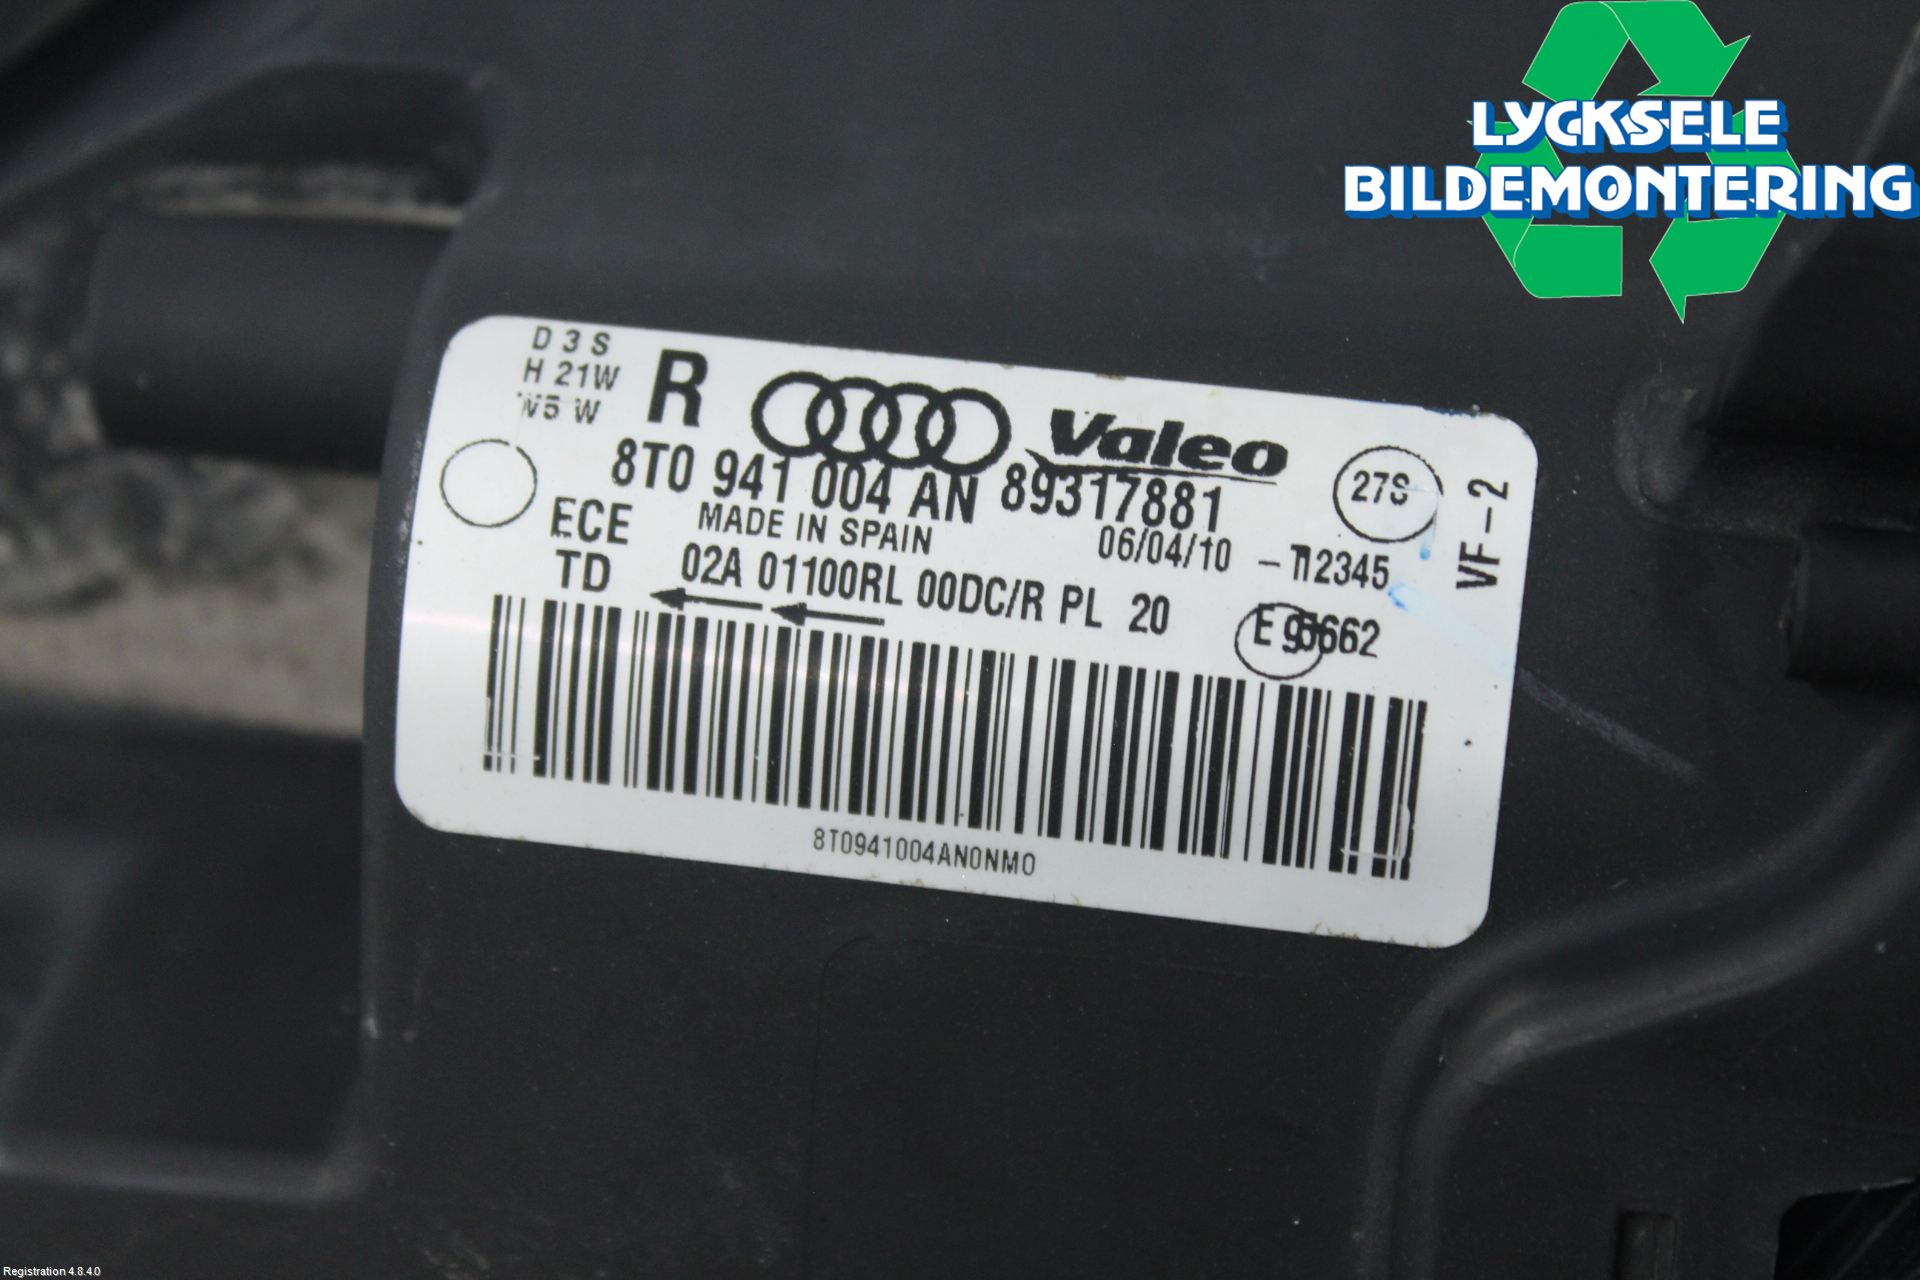 LYCKSELE
BILDEMONTERING
D 3 S
H 21W
W5 W
R
Valeo
8T0 941 004 AN 89317881
27S
VF-2
ECE
MADE IN SPAIN
06/04/10
TD
02A 01100RL 00DC/R PL 20
8T0941004AN0NM0
Registration 4.8.4.0